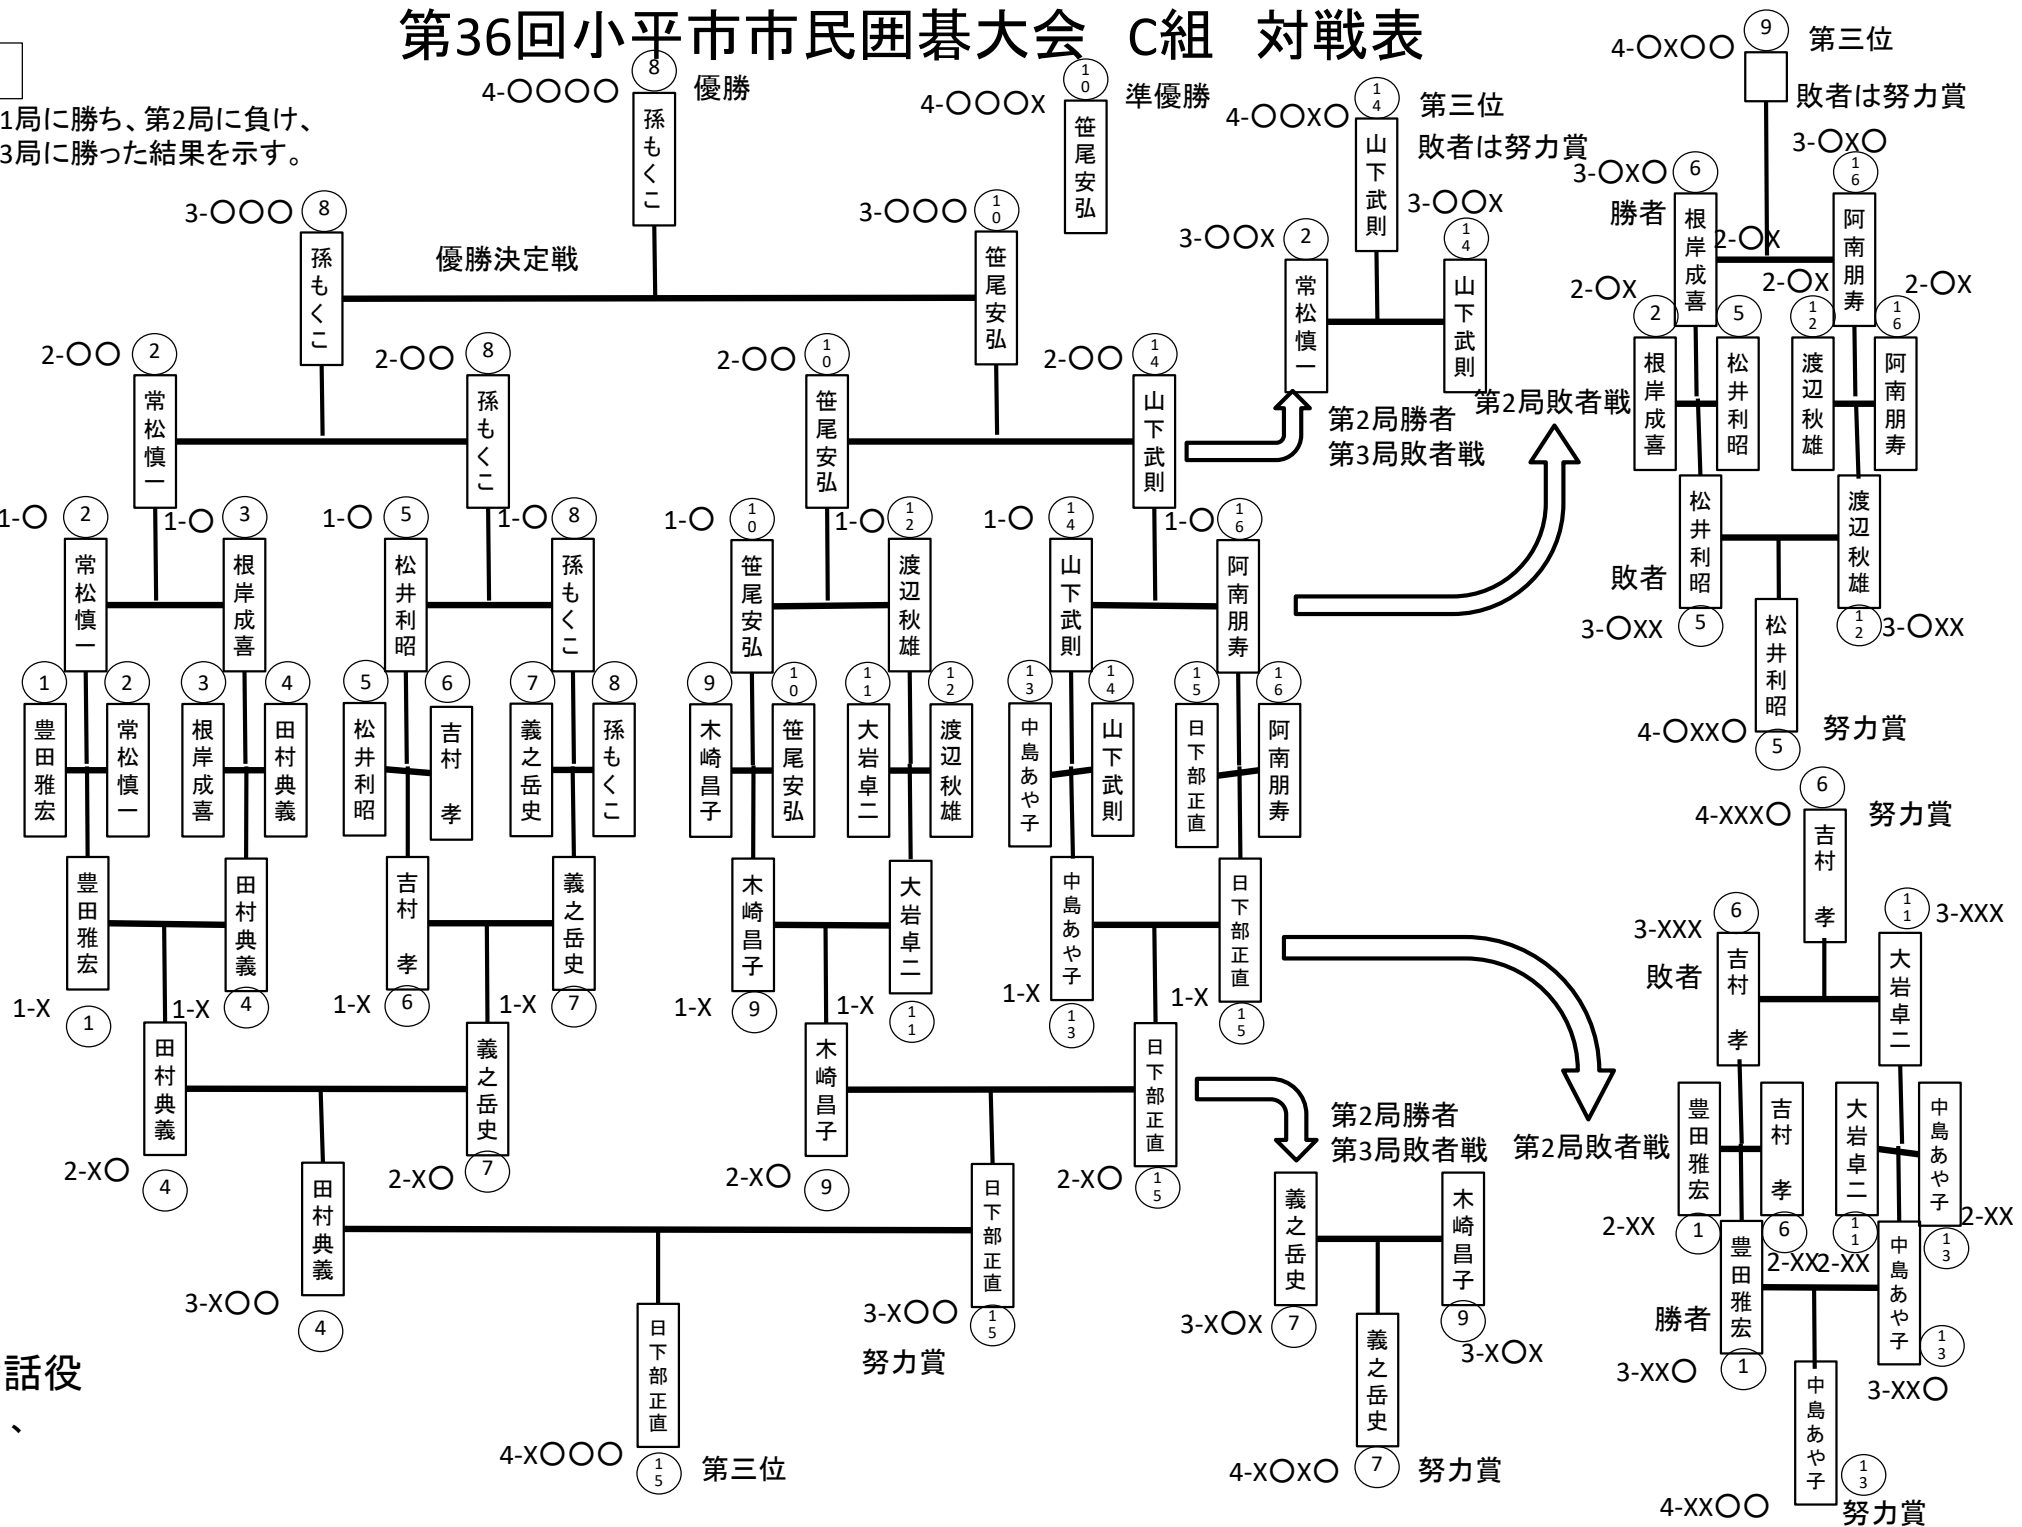 第36回小平市市民囲碁大会　C組　対戦表
1局に勝ち、第2局に負け、
3局に勝った結果を示す。
4-〇〇〇〇
8
優勝
孫もくこ
4-〇〇〇X
10
準優勝
笹尾安弘
4-〇〇X〇
14
第三位
敗者は努力賞
山下武則
4-〇X〇〇
9
第三位
敗者は努力賞
3-〇〇〇
8
孫もくこ
優勝決定戦
3-〇〇〇
10
笹尾安弘
3-〇〇X
2
常松慎一
3-〇〇X
14
山下武則
第2局勝者
第3局敗者戦
3-〇X〇
6
勝者
根岸成喜
3-〇X〇
16
阿南朋寿
2-〇X
2-〇X
2-〇X
2-〇X
2
5
12
16
根岸成喜
松井利昭
渡辺秋雄
阿南朋寿
第2局敗者戦
松井利昭
渡辺秋雄
敗者
3-〇XX
5
12
3-〇XX
松井利昭
4-〇XX〇
5
努力賞
2-〇〇
2
常松慎一
2-〇〇
8
孫もくこ
2-〇〇
10
笹尾安弘
2-〇〇
14
山下武則
1-〇
2
1-〇
3
1-〇
5
1-〇
8
1-〇
10
1-〇
12
1-〇
14
1-〇
16
常松慎一
根岸成喜
松井利昭
孫もくこ
笹尾安弘
渡辺秋雄
山下武則
阿南朋寿
1
2
3
4
5
6
7
8
9
10
11
12
13
14
15
16
豊田雅宏
常松慎一
根岸成喜
田村典義
松井利昭
吉村　孝
義之岳史
孫もくこ
木崎昌子
笹尾安弘
大岩卓二
渡辺秋雄
中島あや子
山下武則
日下部正直
阿南朋寿
豊田雅宏
田村典義
吉村　孝
義之岳史
木崎昌子
大岩卓二
中島あや子
日下部正直
1-X
1
1-X
4
1-X
6
1-X
7
1-X
9
1-X
11
1-X
13
1-X
15
田村典義
義之岳史
木崎昌子
日下部正直
2-X〇
4
2-X〇
7
2-X〇
9
2-X〇
15
田村典義
日下部正直
3-X〇〇
4
3-X〇〇
15
努力賞
日下部正直
4-X〇〇〇
15
第三位
第2局勝者
第3局敗者戦
義之岳史
木崎昌子
3-X〇X
7
9
3-X〇X
義之岳史
4-X〇X〇
7
努力賞
6
4-XXX〇
努力賞
吉村　孝
3-XXX
6
敗者
吉村　孝
11
3-XXX
大岩卓二
第2局敗者戦
豊田雅宏
吉村　孝
大岩卓二
中島あや子
2-XX
1
6
2-XX
2-XX
11
13
2-XX
豊田雅宏
中島あや子
勝者
3-XX〇
1
13
3-XX〇
中島あや子
4-XX〇〇
13
努力賞
話役
、